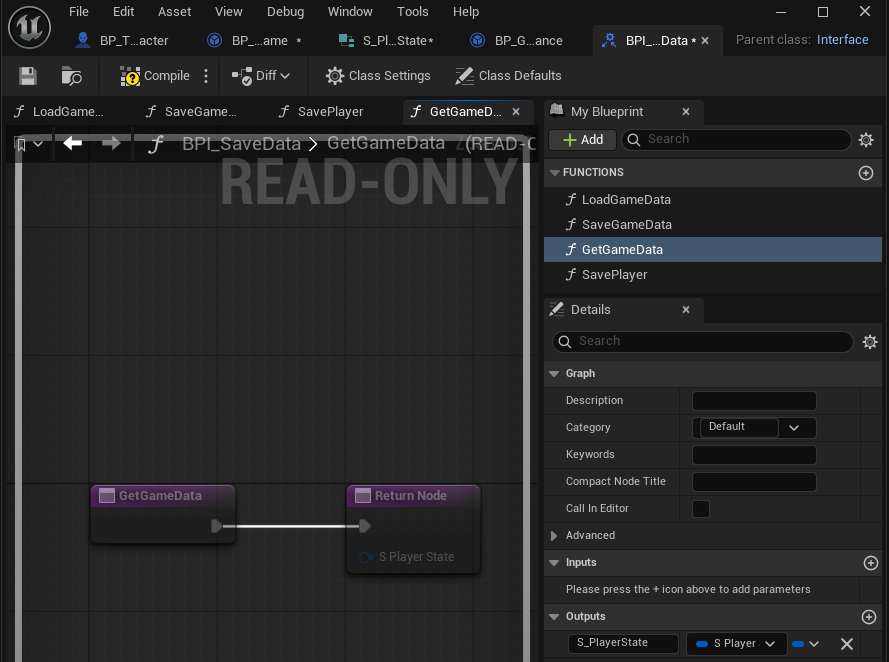 File Edit Asset View Debug Window Tools Help
BP_T...acter BP_...ame * S_Pl...State* BP_G...ance BPI_...Data * Parent class: Interface
Compile Diff Class Settings Class Defaults
LoadGame... SaveGame... SavePlayer GetGameD... My Blueprint
Add Search
BPI_SaveData > GetGameData (READ-O
READ-ONLY
FUNCTIONS
LoadGameData
SaveGameData
GetGameData
SavePlayer
Details
Search
Graph
Description
Category Default
Keywords
Compact Node Title
Call In Editor
Advanced
Inputs
Please press the + icon above to add parameters
Outputs
S_PlayerState S Player
GetGameData Return Node
S Player State